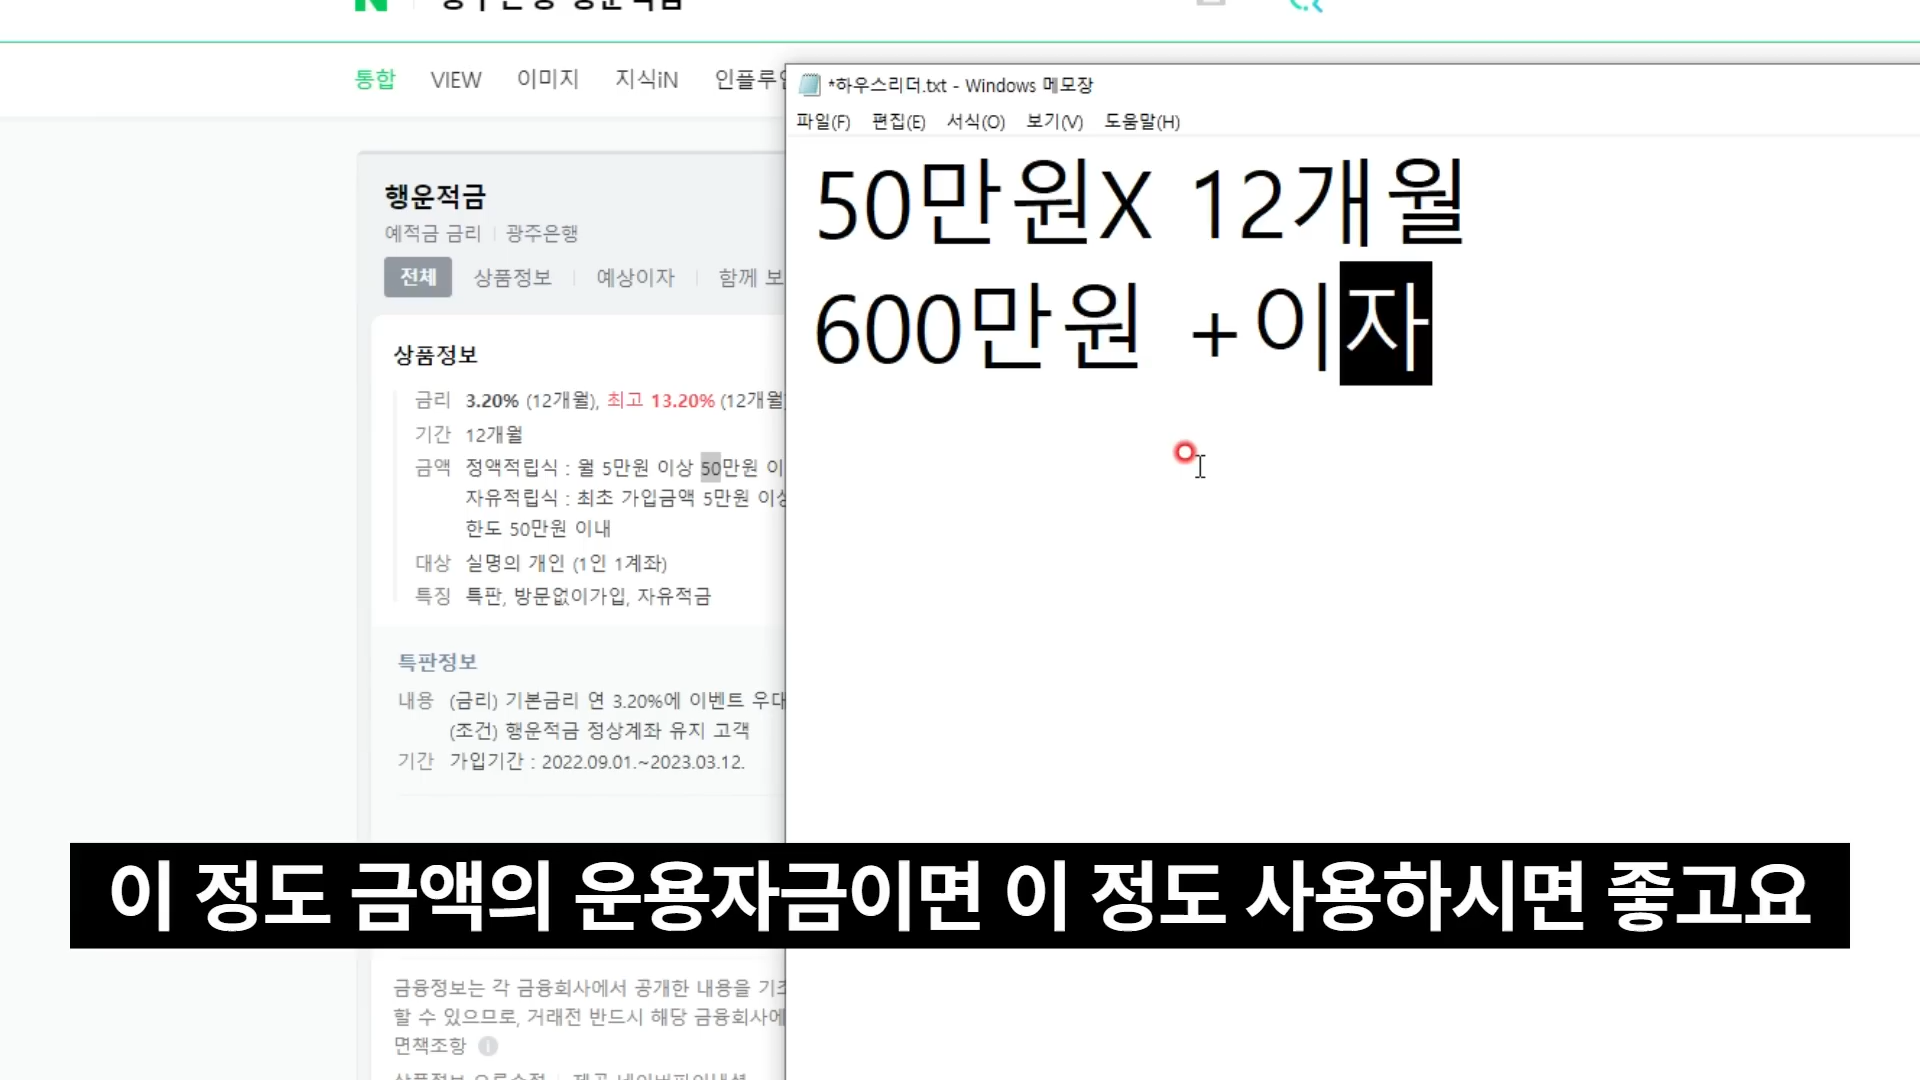 통합 VIEW 이미지 지식iN 인플루언
행운적금
예적금 금리 광주은행
전체 상품정보 예상이자 함께 보
상품정보
금리 3.20% (12개월), 최고 13.20% (12개월
기간 12개월
금액 정액적립식 : 월 5만원 이상 50만원 이
자유적립식 : 최초 가입금액 5만원 이상
한도 50만원 이내
대상 실명의 개인 (1인 1계좌)
특징 특판, 방문없이가입, 자유적금
특판정보
내용 (금리) 기본금리 연 3.20%에 이벤트 우대
(조건) 행운적금 정상계좌 유지 고객
기간 가입기간 : 2022.09.01.~2023.03.12.
금융정보는 각 금융회사에서 공개한 내용을 기초
할 수 있으므로, 거래전 반드시 해당 금융회사에
면책조항
*하우스리더.txt - Windows 메모장
파일(F) 편집(E) 서식(O) 보기(V) 도움말(H)
50만원X 12개월
600만원 +이자
이 정도 금액의 운용자금이면 이 정도 사용하시면 좋고요